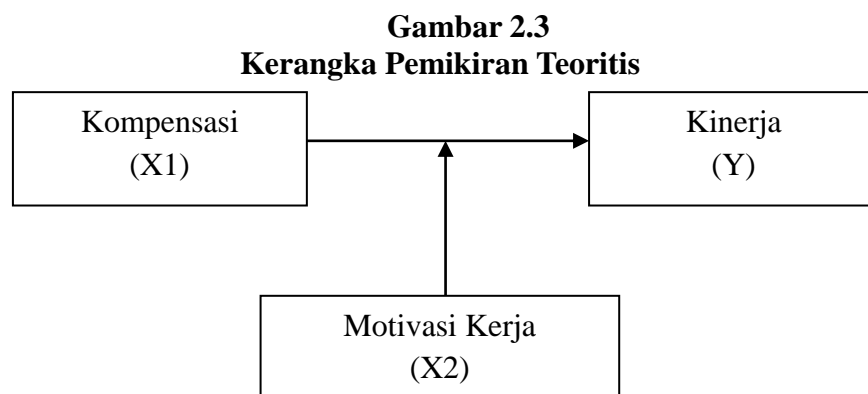 Gambar 2.3
Kerangka Pemikiran Teoritis
Kompensasi
(X1)
Kinerja
(Y)
Motivasi Kerja
(X2)